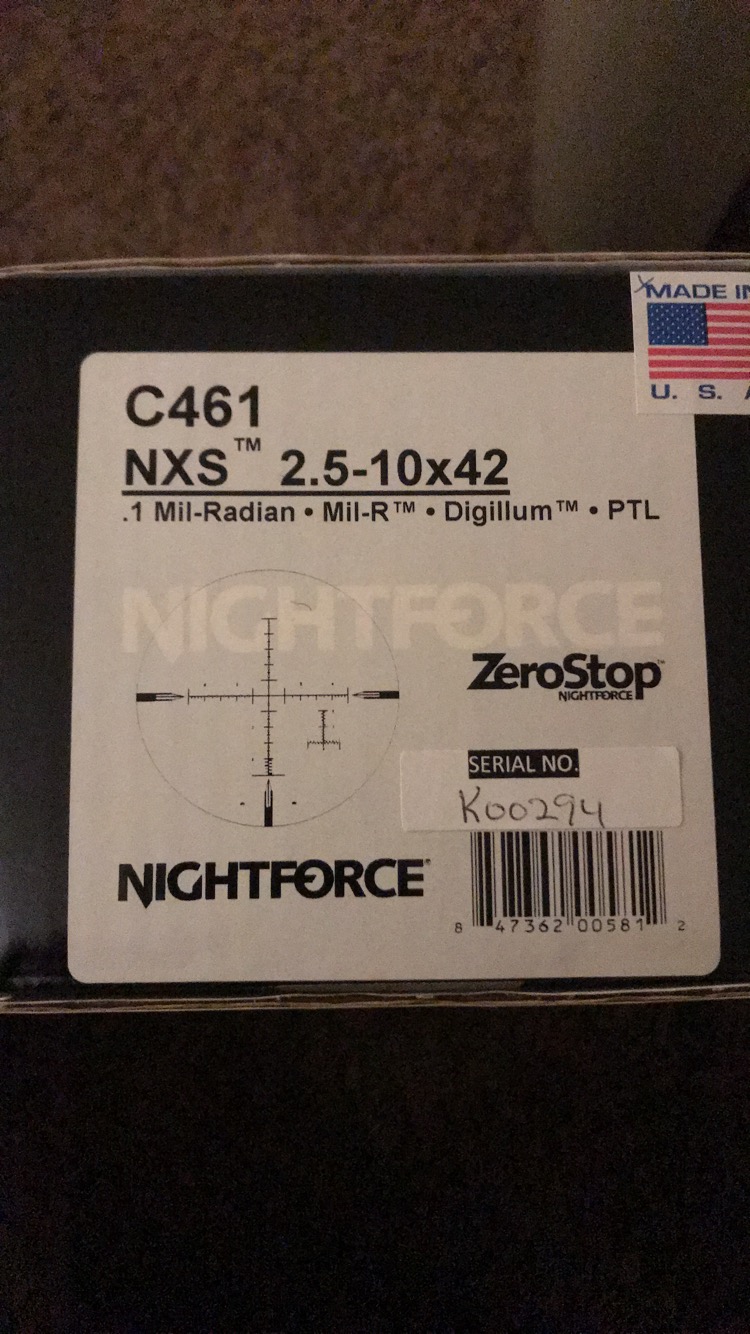 MADE IN
U. S. A
C461
NXS™ 2.5-10x42
.1 Mil-Radian • Mil-R™ • Digillum™ • PTL
NIGHTFORCE
ZeroStop™
NIGHTFORCE
SERIAL NO.
K00294
NIGHTFORCE®
8 47362 00581 2